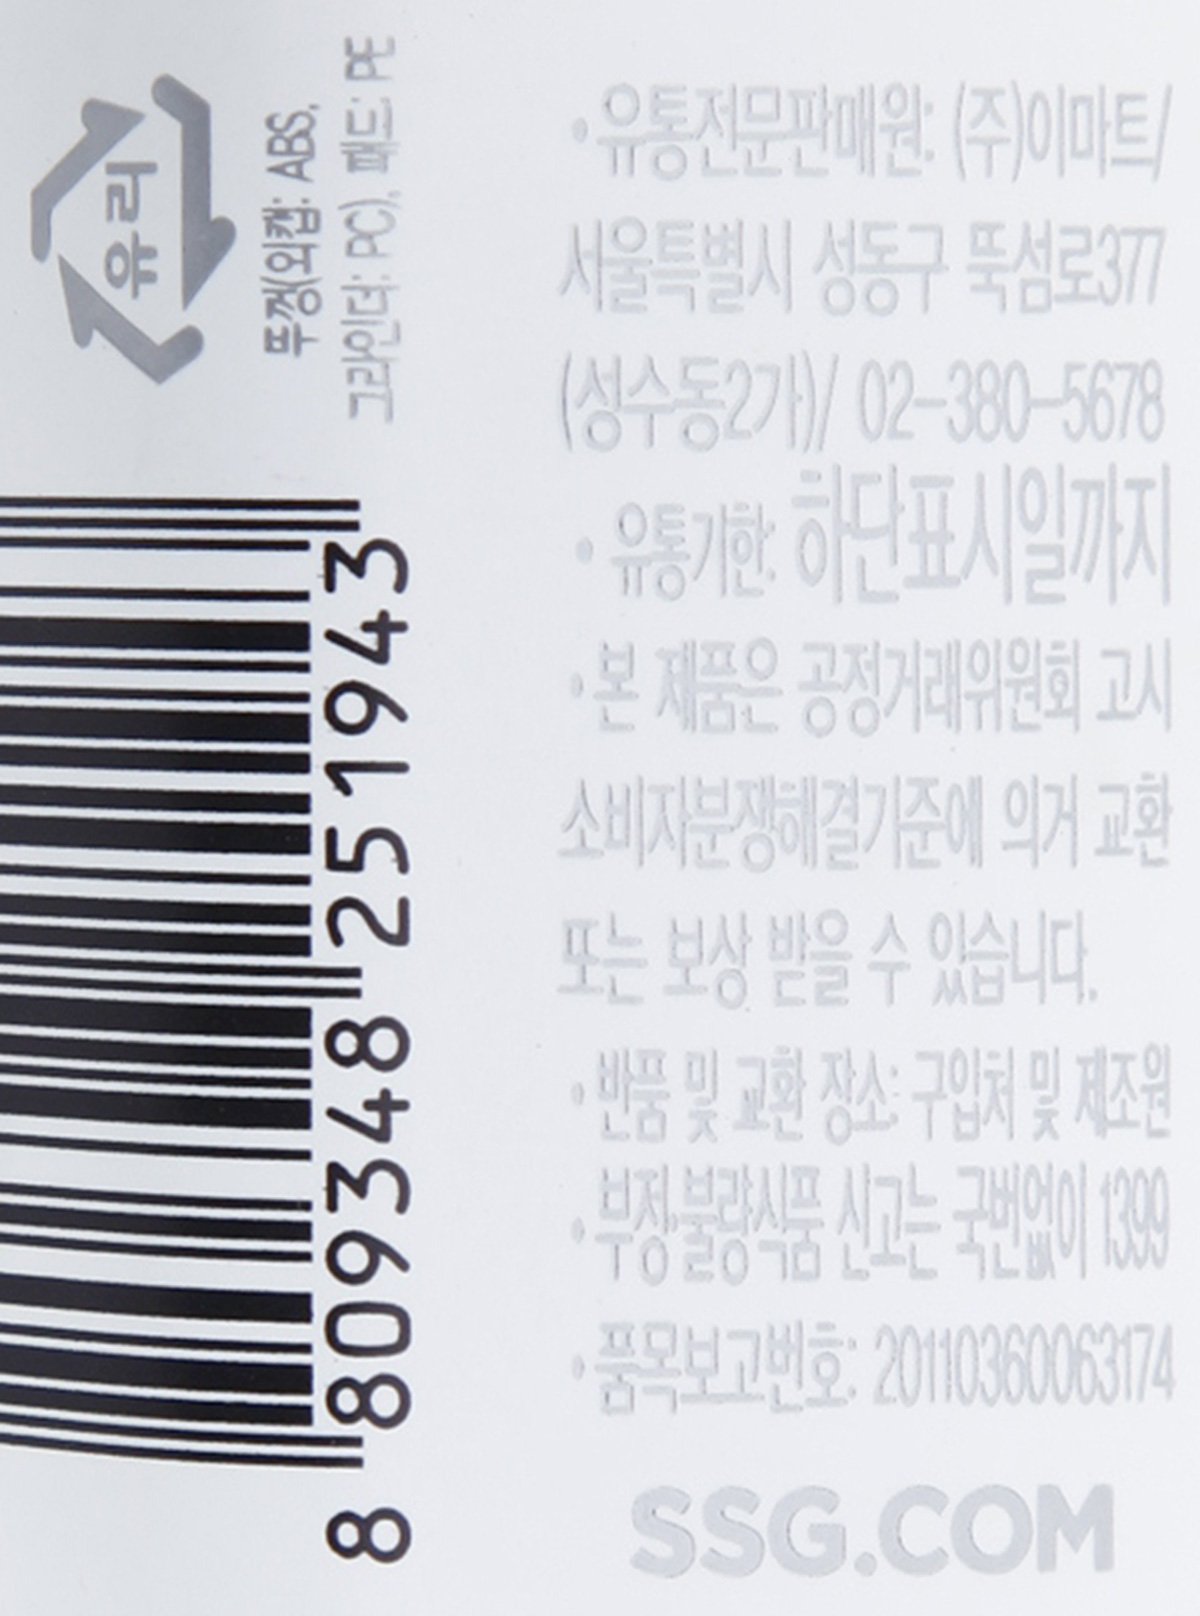 유리
뚜껑(외캡: ABS,
그라인더: PC), 패드: PE
8 809348 251943
• 유통전문판매원: (주)이마트/
서울특별시 성동구 뚝섬로377
(성수동2가)/ 02-380-5678
• 유통기한: 하단표시일까지
• 본 제품은 공정거래위원회 고시
소비자분쟁해결기준에 의거 교환
또는 보상 받을 수 있습니다.
• 반품 및 교환 장소: 구입처 및 제조원
• 부정·불량식품 신고는 국번없이 1399
• 품목보고번호: 20110360063174
SSG.COM